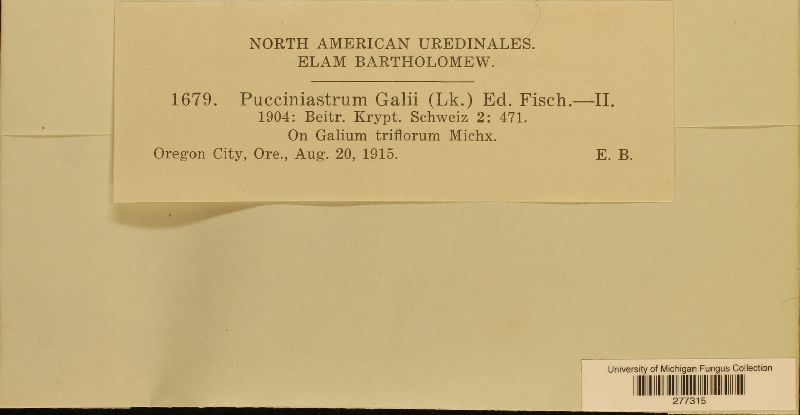 NORTH AMERICAN UREDINALES.
ELAM BARTHOLOMEW.
1679. Pucciniastrum Galii (Lk.) Ed. Fisch.—II.
1904: Beitr. Krypt. Schweiz 2: 471.
On Galium triflorum Michx.
Oregon City, Ore., Aug. 20, 1915. E. B.
University of Michigan Fungus Collection
277315